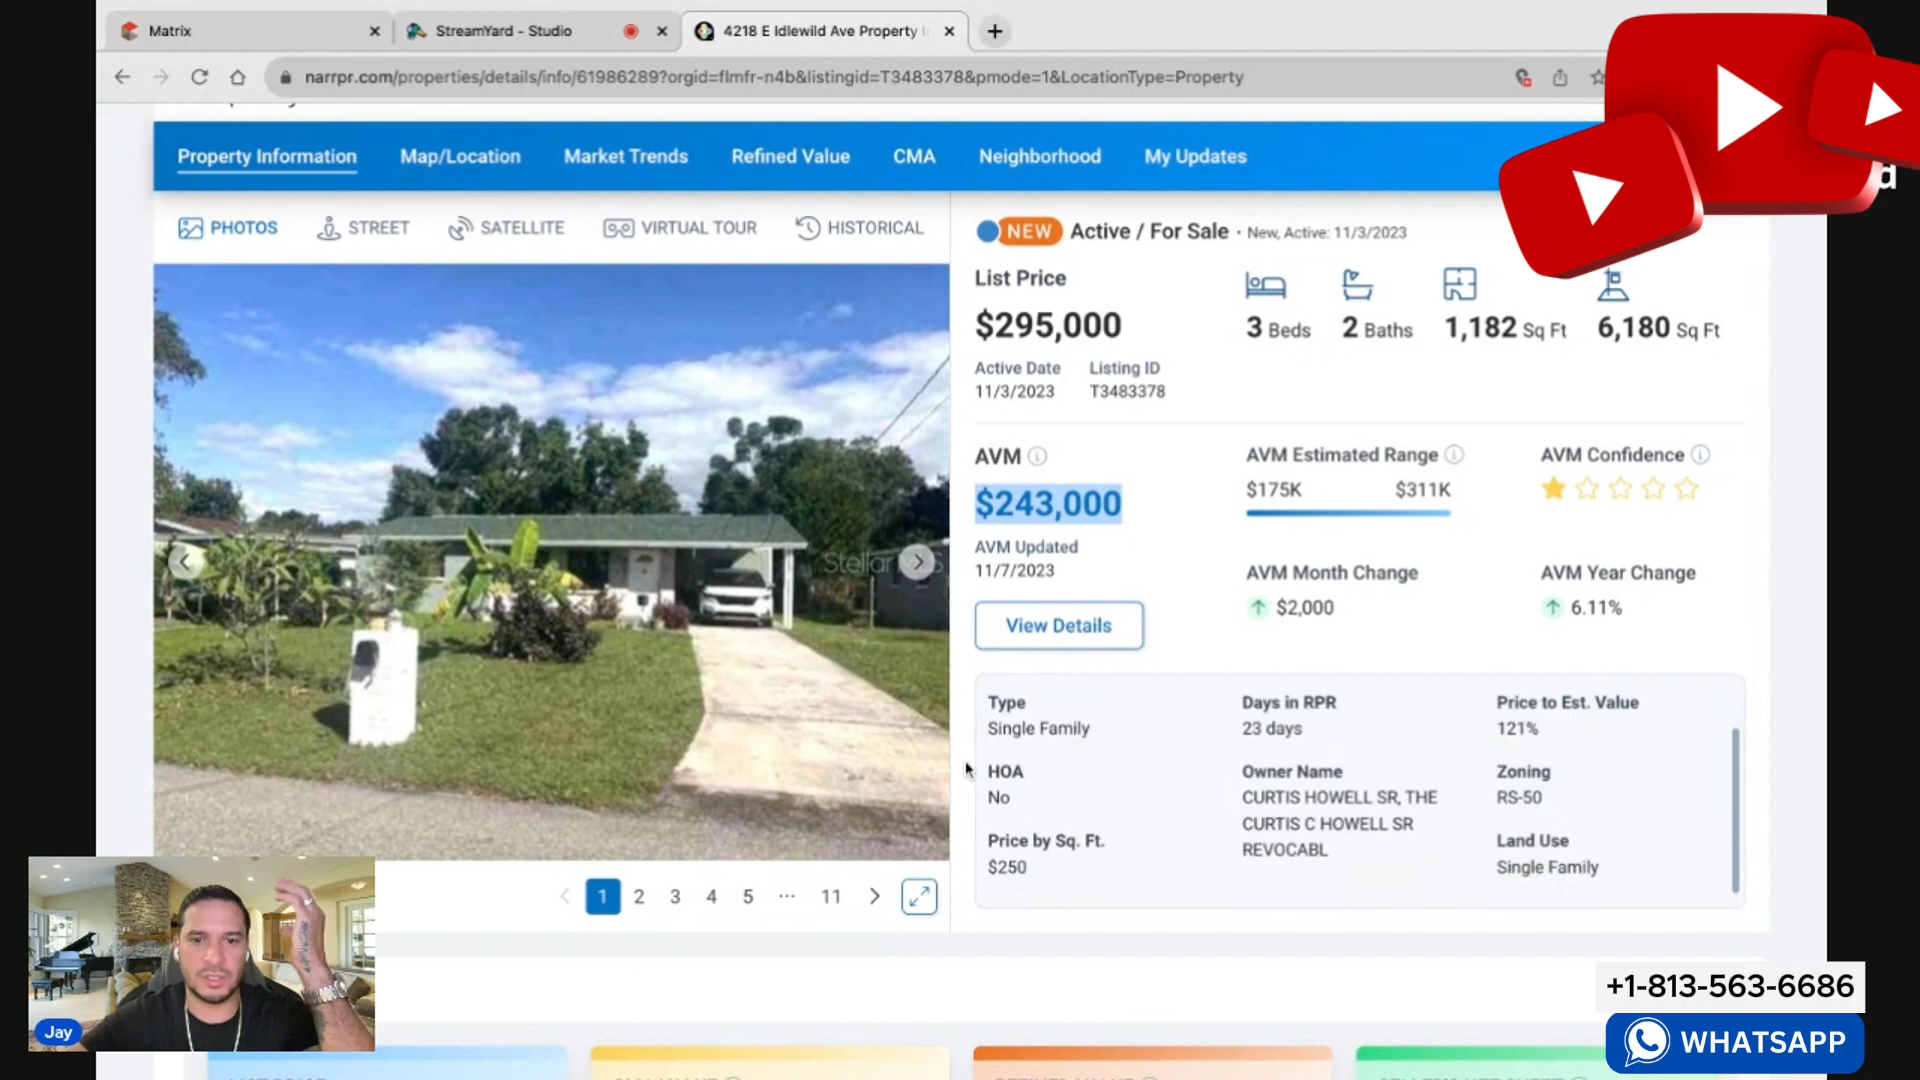 Matrix
StreamYard - Studio
4218 E Idlewild Ave Property
narrpr.com/properties/details/info/61986289?orgid=flmfr-n4b&listingid=T3483378&pmode=1&LocationType=Property
Property Information
Map/Location
Market Trends
Refined Value
CMA
Neighborhood
My Updates
d
PHOTOS
STREET
SATELLITE
VIRTUAL TOUR
HISTORICAL
NEW Active / For Sale · New, Active: 11/3/2023
List Price
$295,000
3 Beds
2 Baths
1,182 Sq Ft
6,180 Sq Ft
Active Date
11/3/2023
Listing ID
T3483378
AVM
$243,000
AVM Updated
11/7/2023
View Details
AVM Estimated Range
$175K $311K
AVM Confidence
AVM Month Change
$2,000
AVM Year Change
6.11%
Type
Single Family
Days in RPR
23 days
Price to Est. Value
121%
HOA
No
Owner Name
CURTIS HOWELL SR, THE
CURTIS C HOWELL SR
REVOCABL
Zoning
RS-50
Price by Sq. Ft.
$250
Land Use
Single Family
1 2 3 4 5 ... 11
Jay
+1-813-563-6686
WHATSAPP